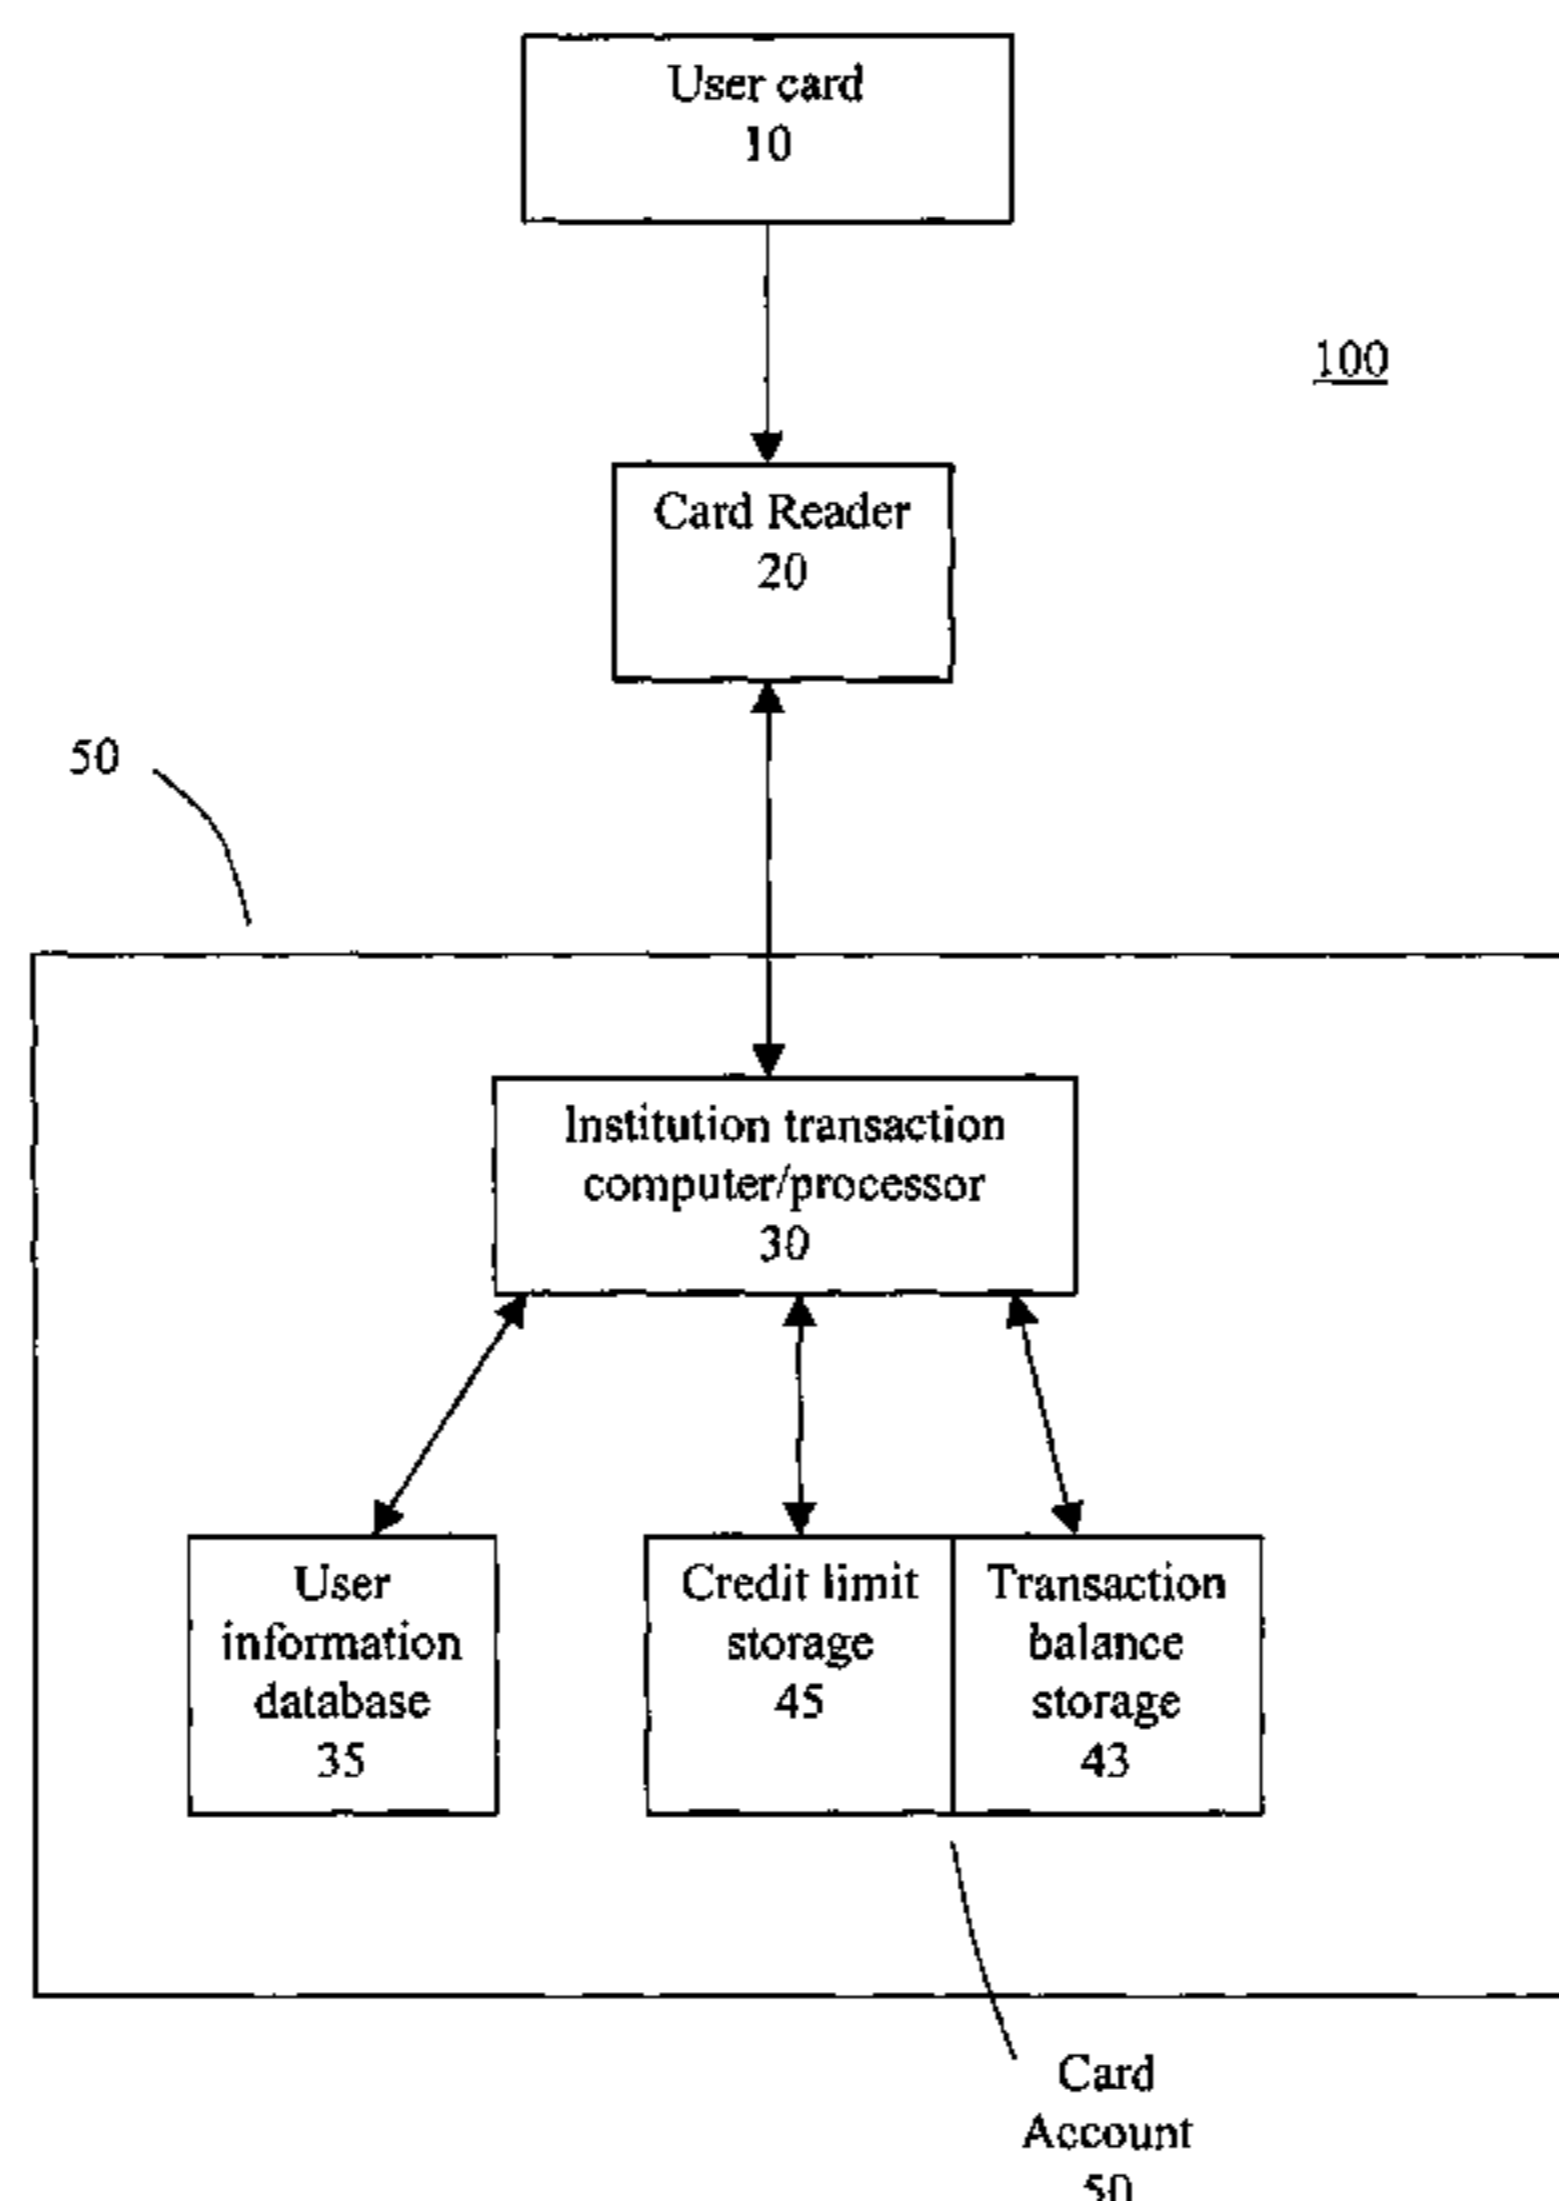 User card
10
100
Card Reader
20
50
Institution transaction
computer/processor
30
User
information
database
35
Credit limit
storage
45
Transaction
balance
storage
43
Card
Account
50